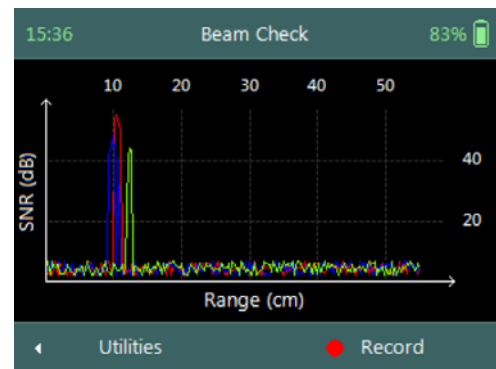 15:36 Beam Check 83%
10 20 30 40 50
SNR (dB)
40
20
Range (cm)
Utilities Record